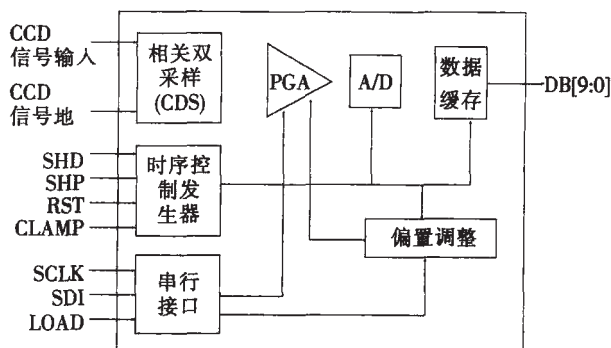 CCD
信号输入
CCD
信号地
相关双
采样
(CDS)
PGA
A/D
数据
缓存
DB[9:0]
SHD
SHP
RST
CLAMP
时序控
制发
生器
偏置调整
SCLK
SDI
LOAD
串行
接口